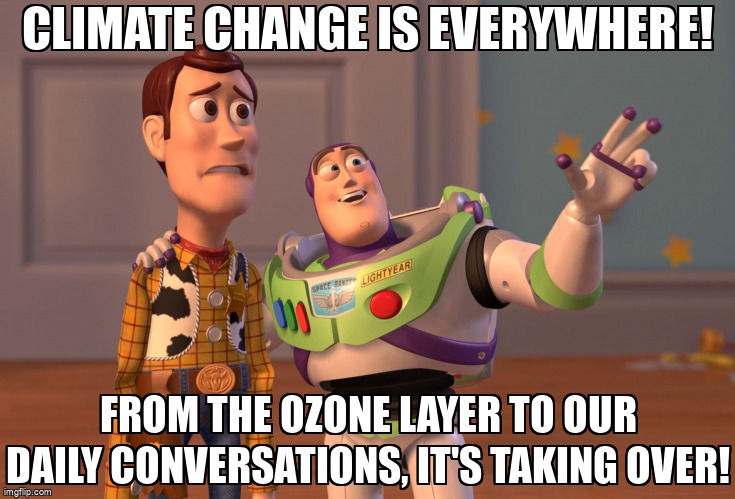 CLIMATE CHANGE IS EVERYWHERE!
SPACE RANGER
LIGHTYEAR
FROM THE OZONE LAYER TO OUR
DAILY CONVERSATIONS, IT'S TAKING OVER!
imgflip.com